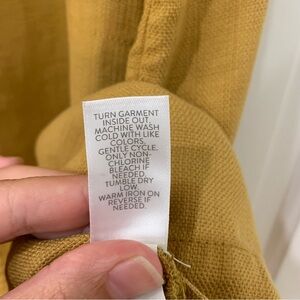 TURN GARMENT
INSIDE OUT,
MACHINE WASH
COLD WITH LIKE
COLORS,
GENTLE CYCLE,
ONLY NON-
CHLORINE
BLEACH IF
NEEDED,
TUMBLE DRY
LOW,
WARM IRON ON
REVERSE IF
NEEDED.